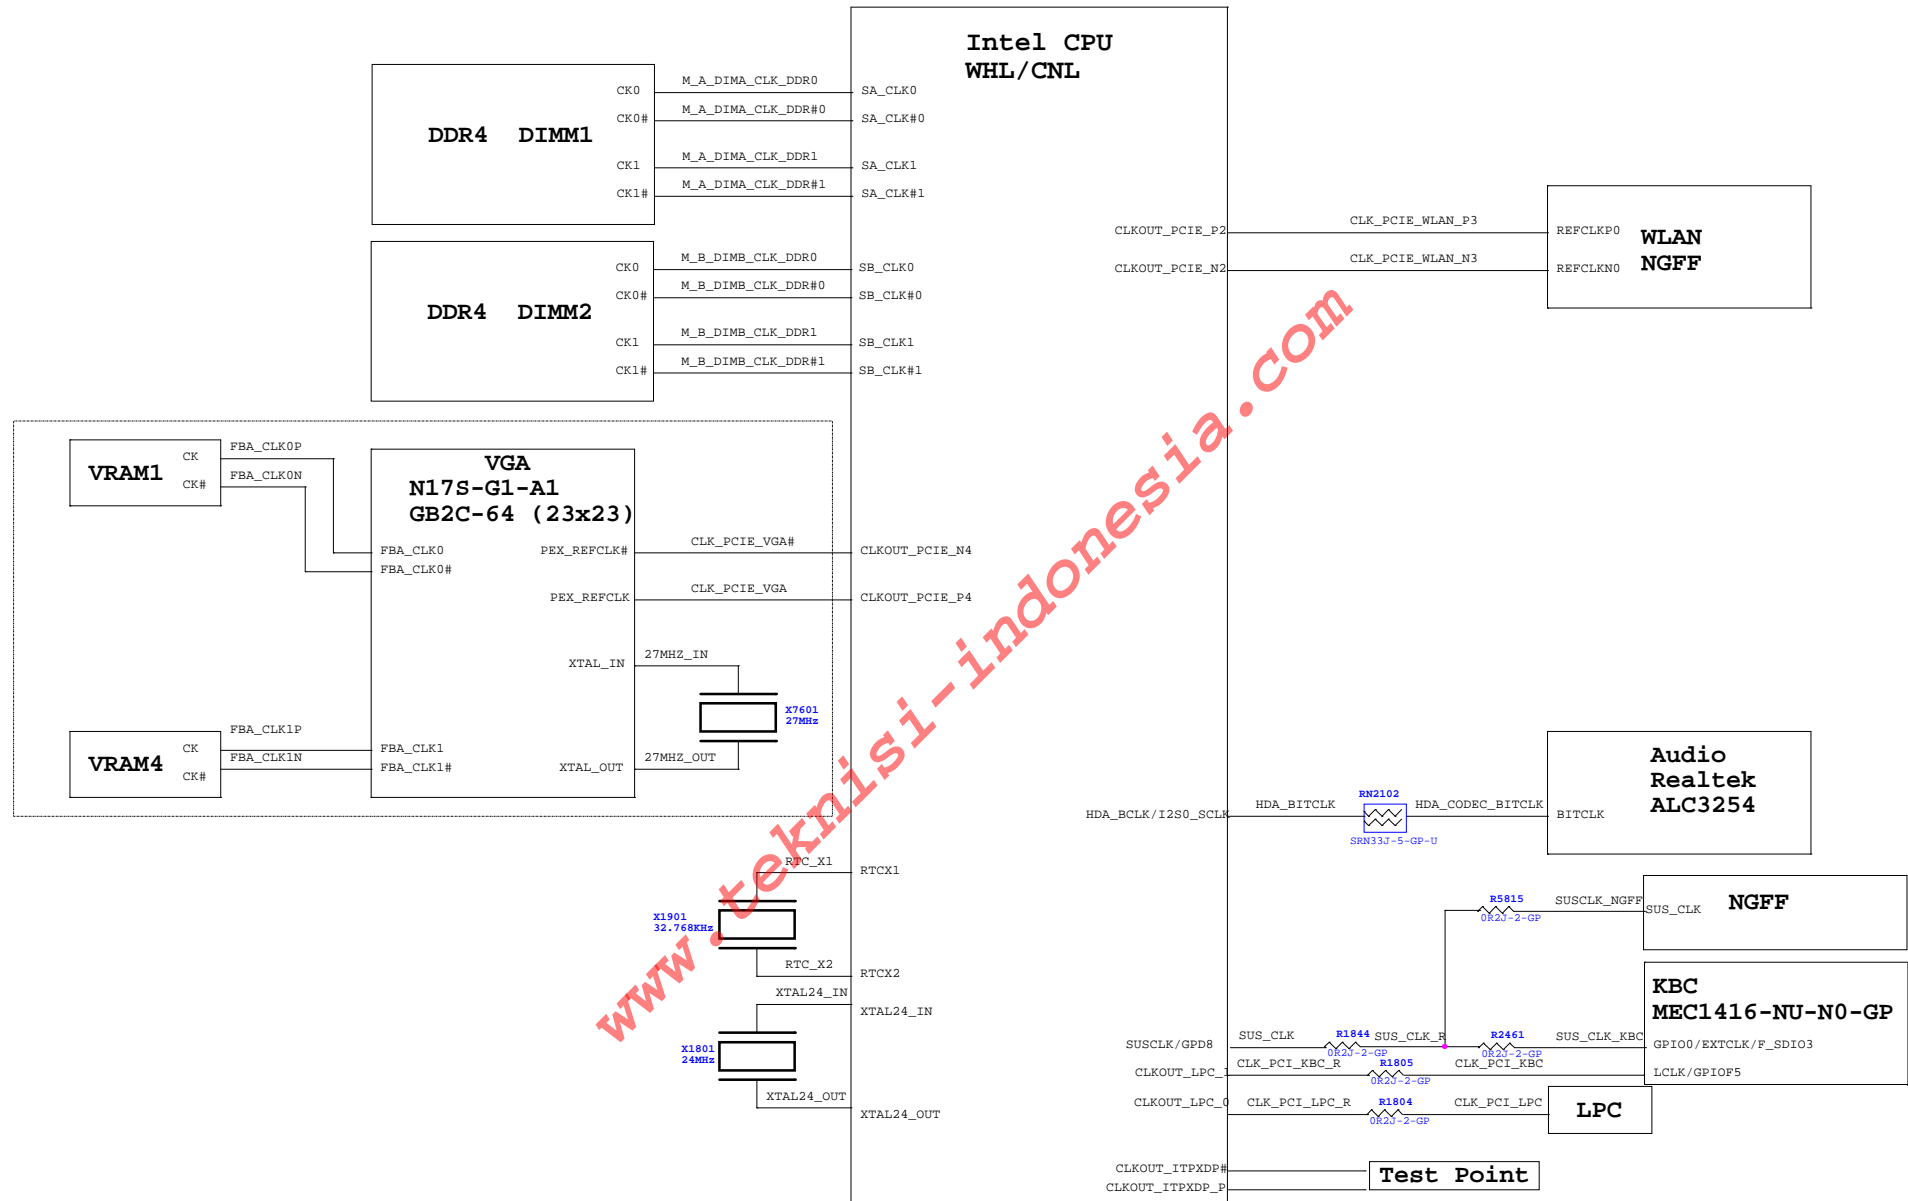 Intel CPU
WHL/CNL
DDR4 DIMM1
CK0
M_A_DIMA_CLK_DDR0
SA_CLK0
CK0#
M_A_DIMA_CLK_DDR#0
SA_CLK#0
CK1
M_A_DIMA_CLK_DDR1
SA_CLK1
CK1#
M_A_DIMA_CLK_DDR#1
SA_CLK#1
DDR4 DIMM2
CK0
M_B_DIMB_CLK_DDR0
SB_CLK0
CK0#
M_B_DIMB_CLK_DDR#0
SB_CLK#0
CK1
M_B_DIMB_CLK_DDR1
SB_CLK1
CK1#
M_B_DIMB_CLK_DDR#1
SB_CLK#1
CLKOUT_PCIE_P2
CLK_PCIE_WLAN_P3
REFCLKP0
CLKOUT_PCIE_N2
CLK_PCIE_WLAN_N3
REFCLKN0
WLAN
NGFF
VRAM1
CK
FBA_CLK0P
CK#
FBA_CLK0N
VGA
N17S-G1-A1
GB2C-64 (23x23)
FBA_CLK0
FBA_CLK0#
PEX_REFCLK#
CLK_PCIE_VGA#
CLKOUT_PCIE_N4
PEX_REFCLK
CLK_PCIE_VGA
CLKOUT_PCIE_P4
XTAL_IN
27MHZ_IN
X7601
27MHz
XTAL_OUT
27MHZ_OUT
VRAM4
CK
FBA_CLK1P
CK#
FBA_CLK1N
FBA_CLK1
FBA_CLK1#
HDA_BCLK/I2S0_SCLK
HDA_BITCLK
RN2102
SRN33J-5-GP-U
HDA_CODEC_BITCLK
BITCLK
Audio
Realtek
ALC3254
RTC_X1
RTCX1
X1901
32.768KHz
RTC_X2
RTCX2
XTAL24_IN
XTAL24_IN
X1801
24MHz
XTAL24_OUT
XTAL24_OUT
R5815
0R2J-2-GP
SUSCLK_NGFF
SUS_CLK
NGFF
KBC
MEC1416-NU-N0-GP
SUSCLK/GPD8
SUS_CLK
R1844
0R2J-2-GP
SUS_CLK_R
R2461
0R2J-2-GP
SUS_CLK_KBC
GPIO0/EXTCLK/F_SDIO3
CLKOUT_LPC_1
CLK_PCI_KBC_R
R1805
0R2J-2-GP
CLK_PCI_KBC
LCLK/GPIOF5
CLKOUT_LPC_0
CLK_PCI_LPC_R
R1804
0R2J-2-GP
CLK_PCI_LPC
LPC
CLKOUT_ITPXDP#
CLKOUT_ITPXDP_P
Test Point
www.teknisi-indonesia.com